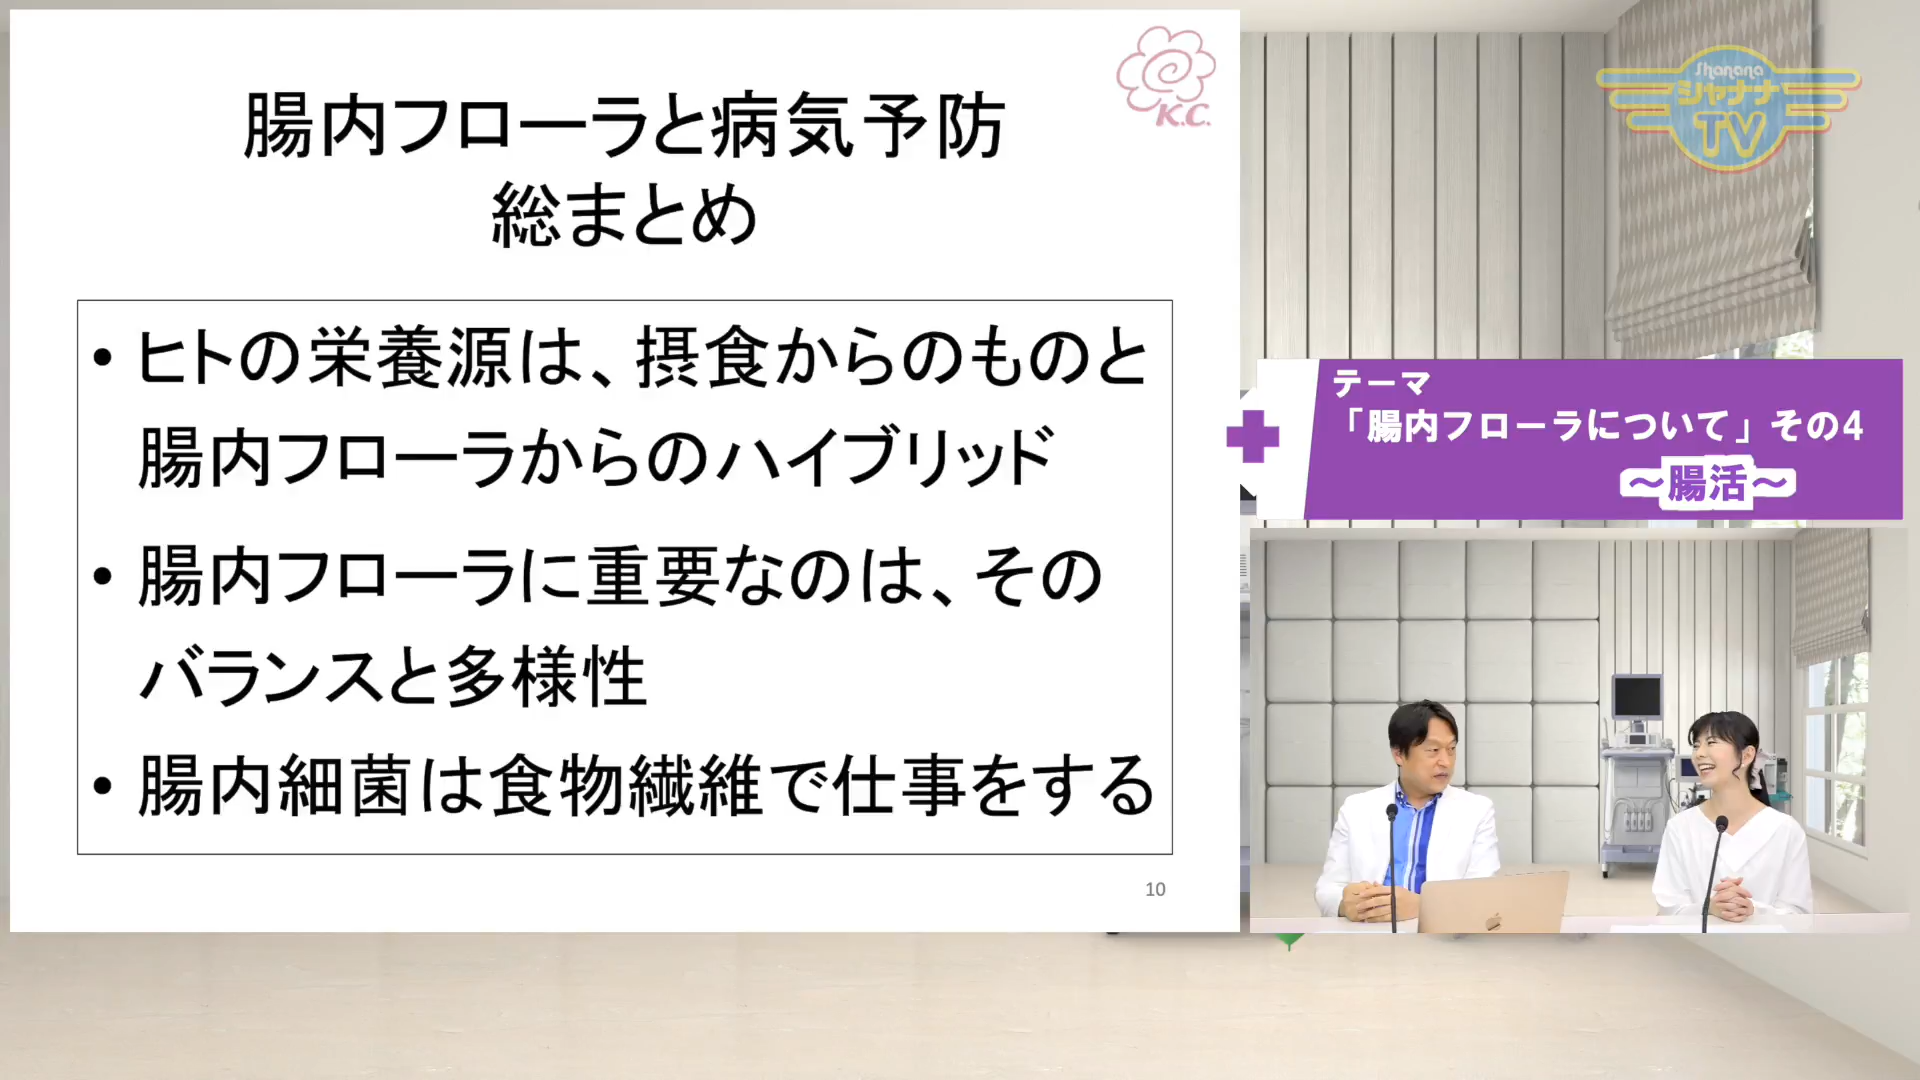 腸内フローラと病気予防
総まとめ
K.C.
• ヒトの栄養源は、摂食からのものと
腸内フローラからのハイブリッド
• 腸内フローラに重要なのは、その
バランスと多様性
• 腸内細菌は食物繊維で仕事をする
10
Shanana
シャナナ
TV
テーマ
「腸内フローラについて」その4
～腸活～